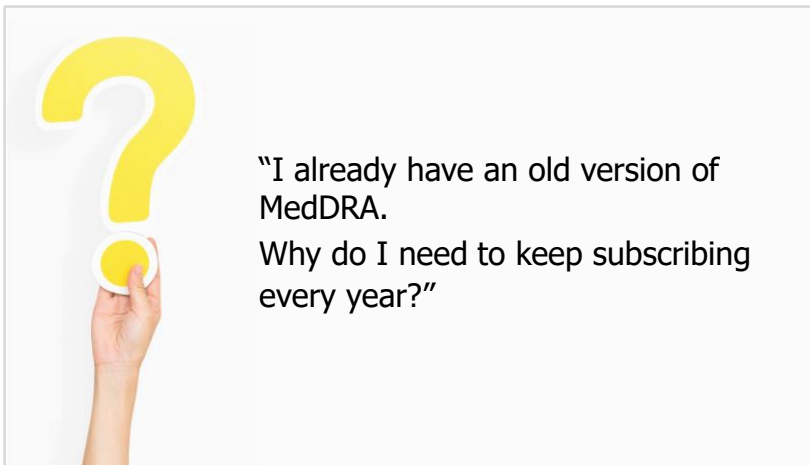 “I already have an old version of
MedDRA.
Why do I need to keep subscribing
every year?”